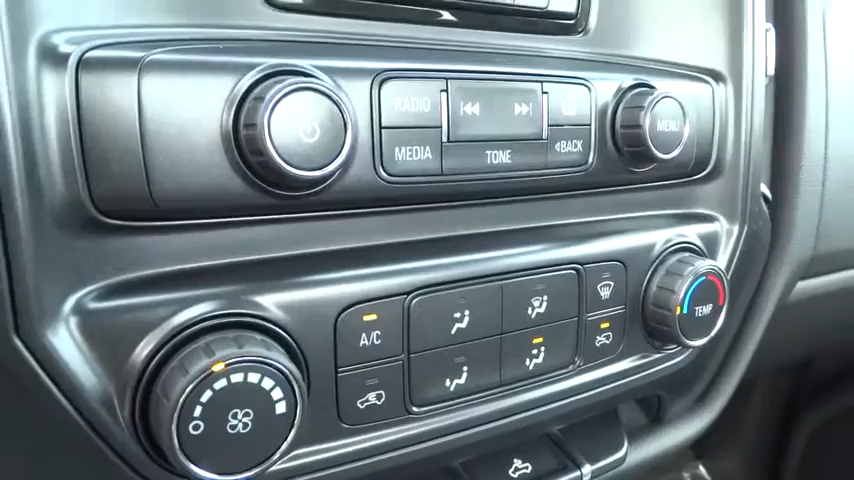 RADIO
MEDIA
TONE
BACK
MENU
A/C
TEMP